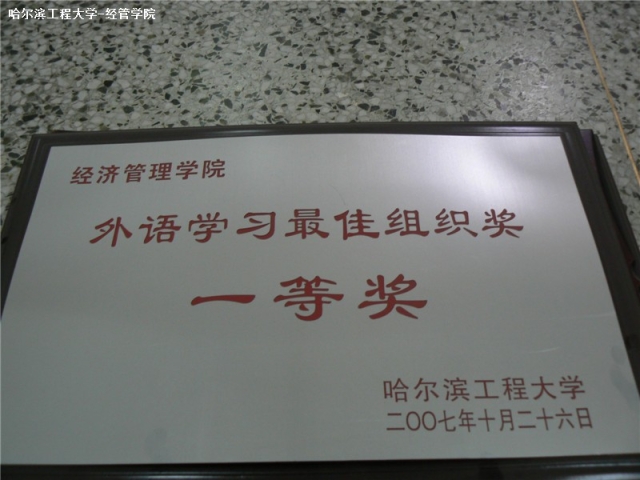 哈尔滨工程大学-经管学院
经济管理学院
外语学习最佳组织奖
一等奖
哈尔滨工程大学
二〇〇七年十月二十六日